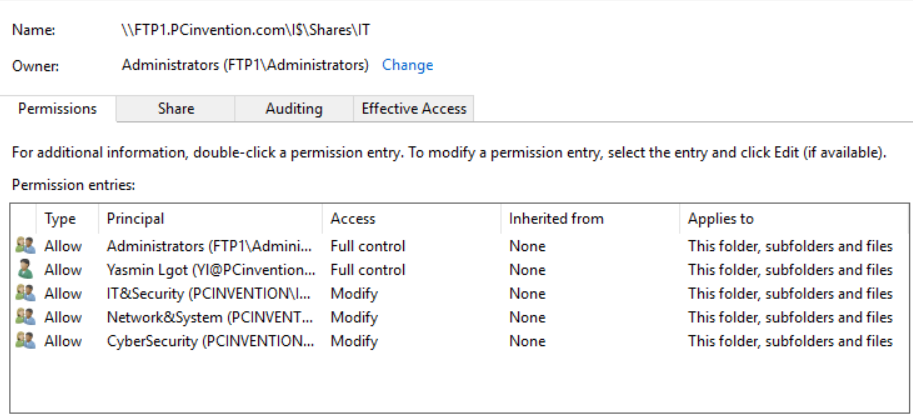 Name: \\FTP1.PCinvention.com\I$\Shares\IT
Owner: Administrators (FTP1\Administrators) Change
Permissions Share Auditing Effective Access
For additional information, double-click a permission entry. To modify a permission entry, select the entry and click Edit (if available).
Permission entries:
Type Principal Access Inherited from Applies to
Allow Administrators (FTP1\Admini... Full control None This folder, subfolders and files
Allow Yasmin Lgot (YI@PCinvention... Full control None This folder, subfolders and files
Allow IT&Security (PCINVENTION\I... Modify None This folder, subfolders and files
Allow Network&System (PCINVENT... Modify None This folder, subfolders and files
Allow CyberSecurity (PCINVENTION... Modify None This folder, subfolders and files